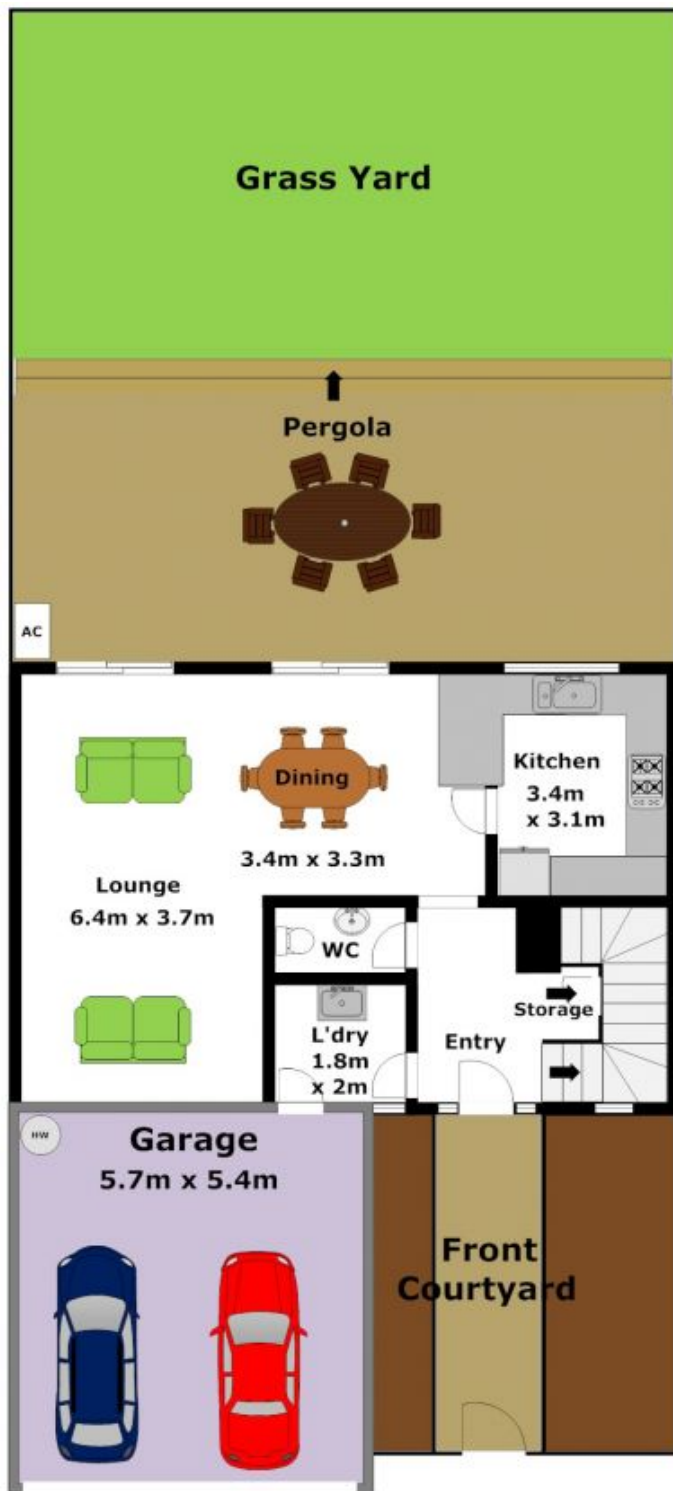 Grass Yard
Pergola
AC
Dining
3.4m x 3.3m
Kitchen
3.4m
x 3.1m
Lounge
6.4m x 3.7m
WC
Storage
L'dry
1.8m
x 2m
Entry
HW
Garage
5.7m x 5.4m
Front
Courtyard